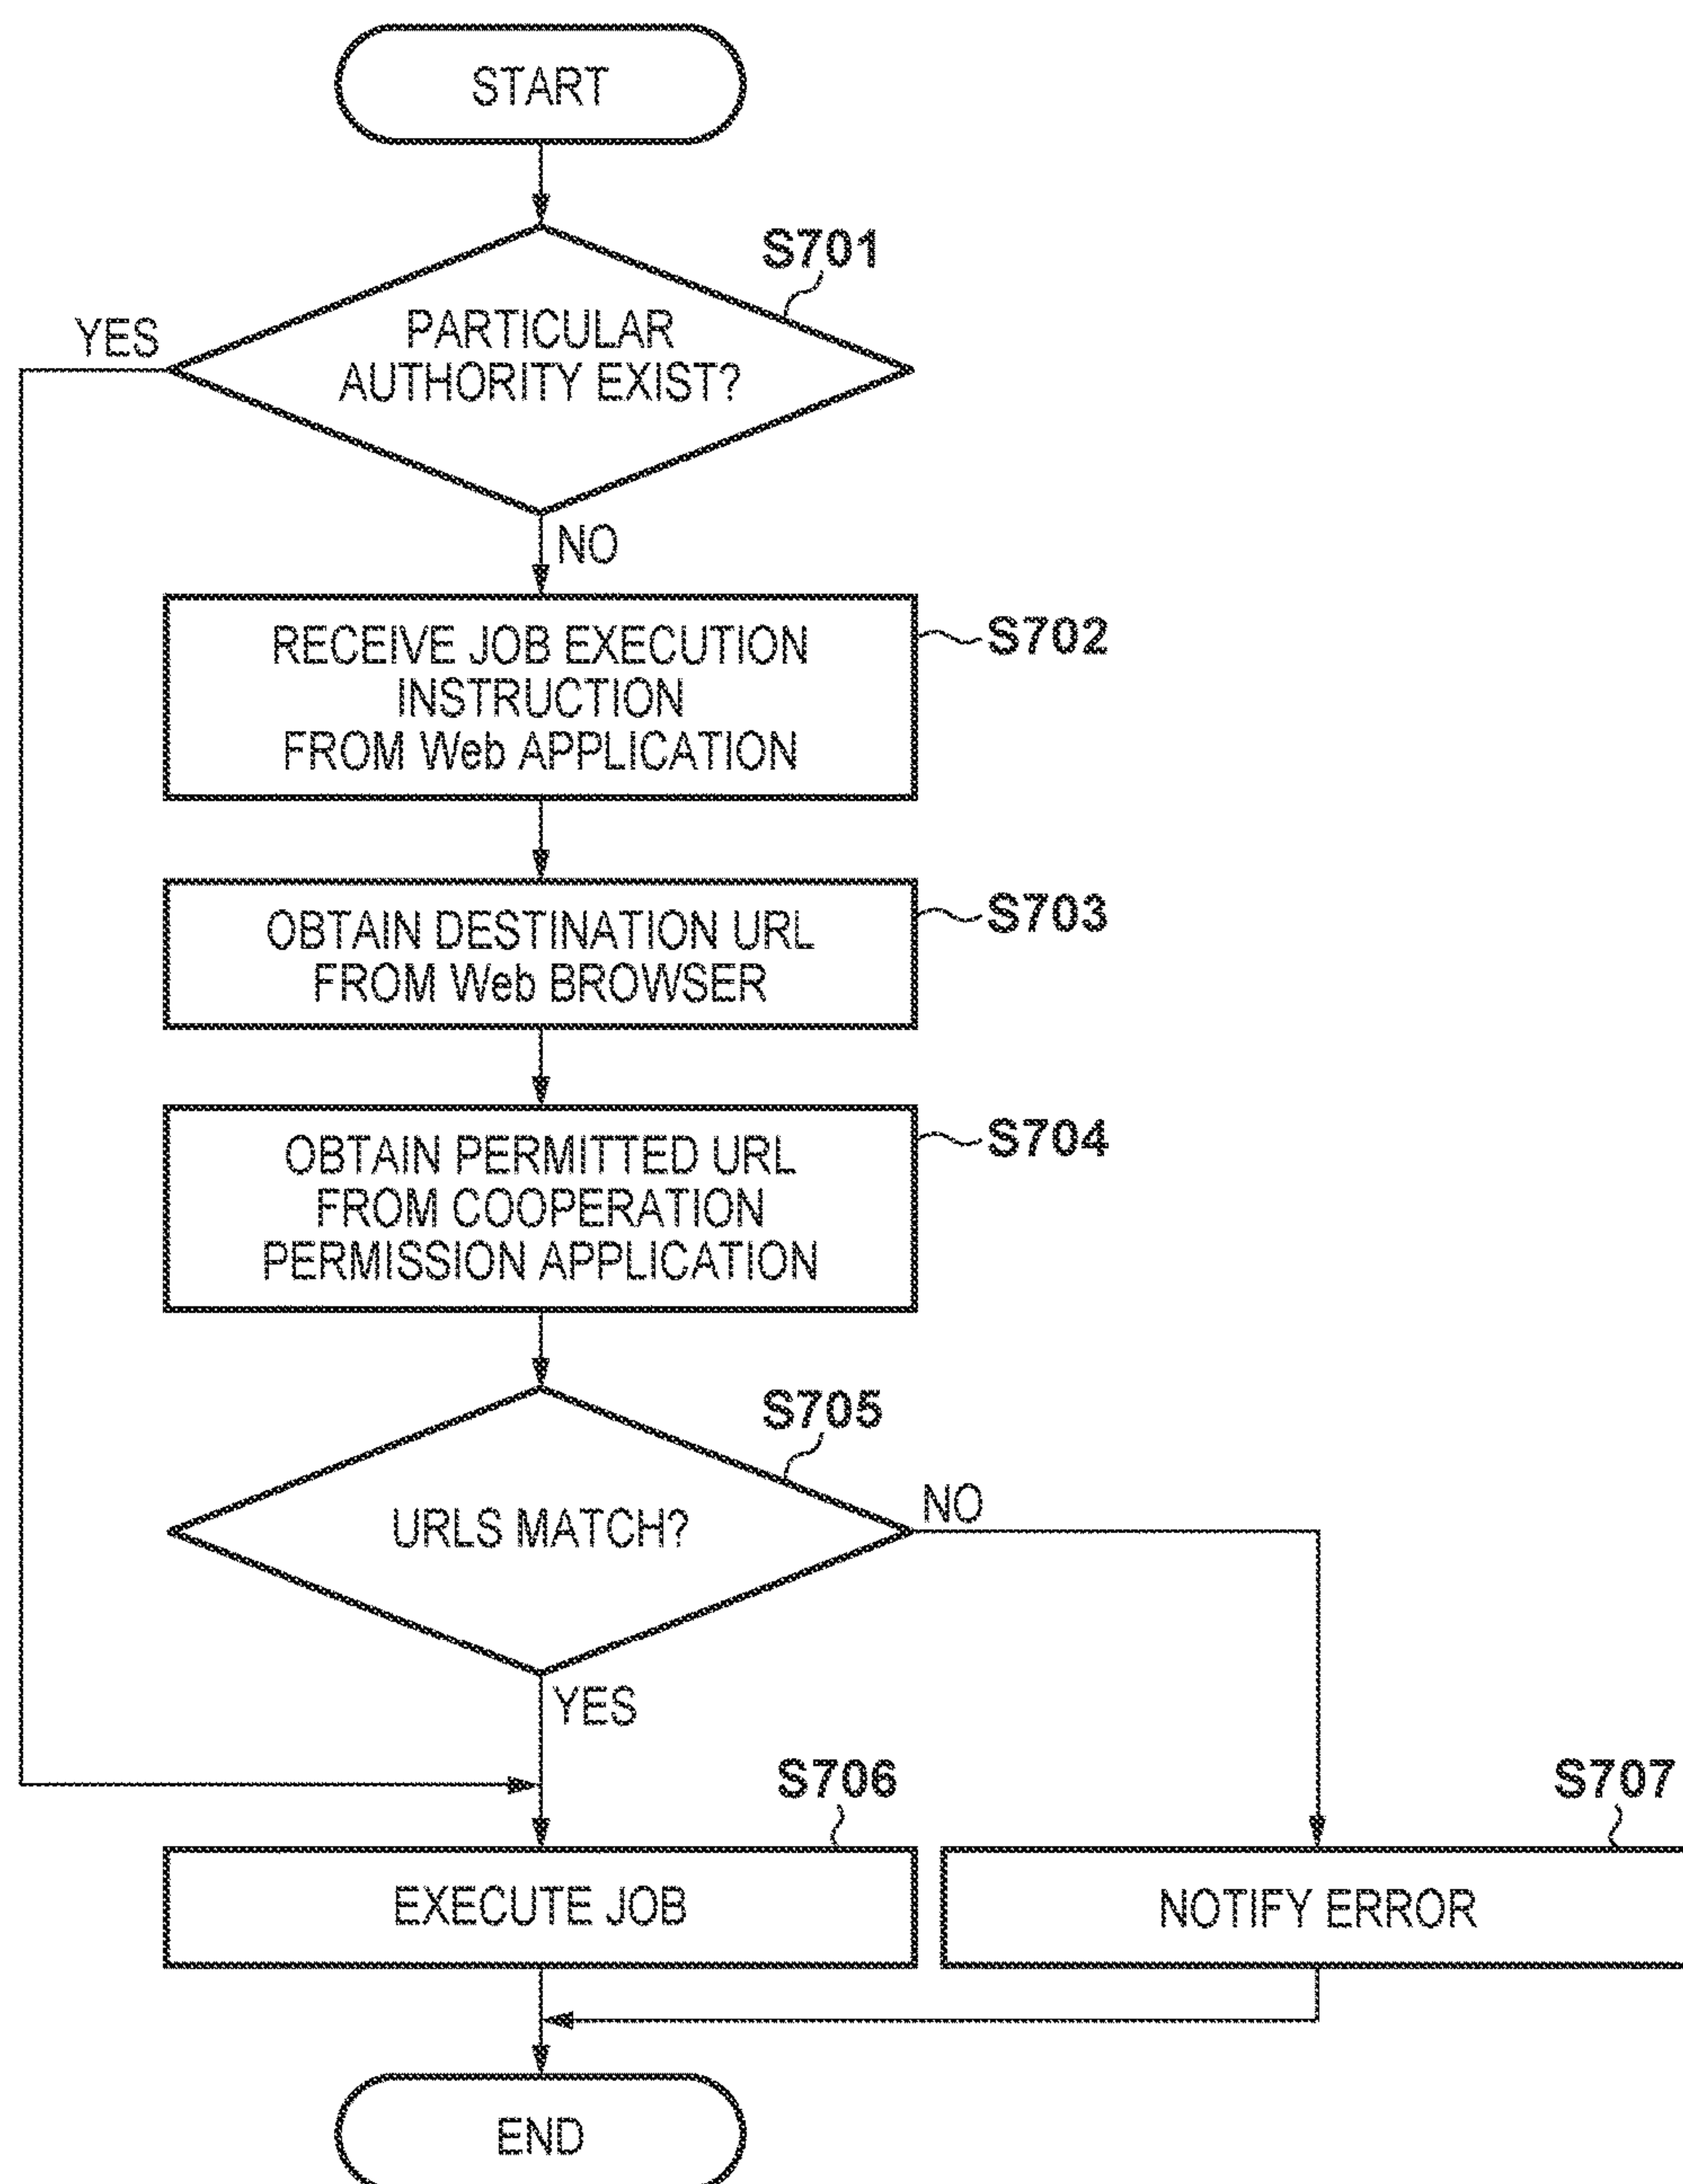 START
S701
YES
PARTICULAR
AUTHORITY EXIST?
NO
RECEIVE JOB EXECUTION
INSTRUCTION
FROM Web APPLICATION
S702
OBTAIN DESTINATION URL
FROM Web BROWSER
S703
OBTAIN PERMITTED URL
FROM COOPERATION
PERMISSION APPLICATION
S704
S705
URLS MATCH?
NO
YES
S706
S707
EXECUTE JOB
NOTIFY ERROR
END